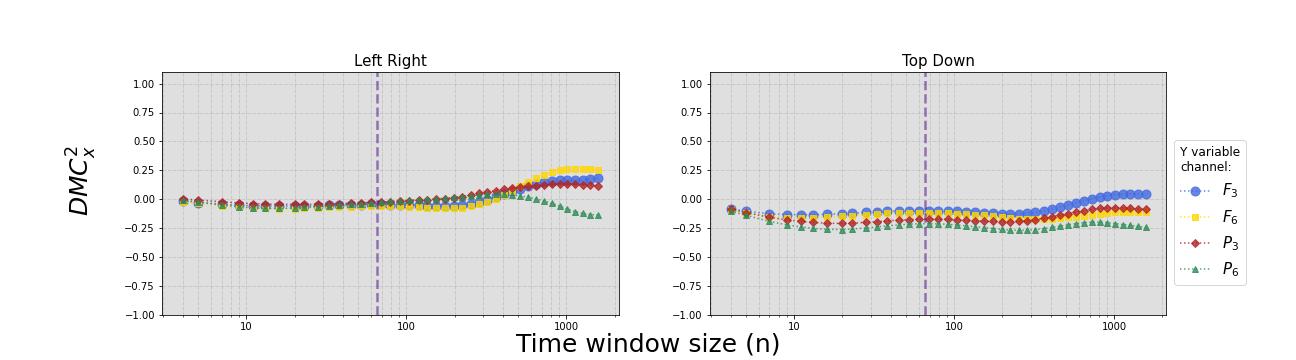 Left Right
Top Down
1.00
0.75
0.50
0.25
0.00
−0.25
−0.50
−0.75
−1.00
10
100
1000
1.00
0.75
0.50
0.25
0.00
−0.25
−0.50
−0.75
−1.00
10
100
1000
DMC²ₓ
Time window size (n)
Y variable
channel:
F₃
F₆
P₃
P₆